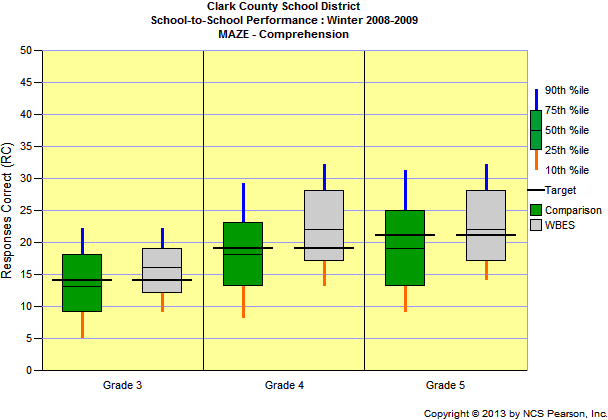 Clark County School District
School-to-School Performance : Winter 2008-2009
MAZE - Comprehension
Responses Correct (RC)
50
45
40
35
30
25
20
15
10
5
0
Grade 3
Grade 4
Grade 5
90th %ile
75th %ile
50th %ile
25th %ile
10th %ile
Target
Comparison
WBES
Copyright © 2013 by NCS Pearson, Inc.